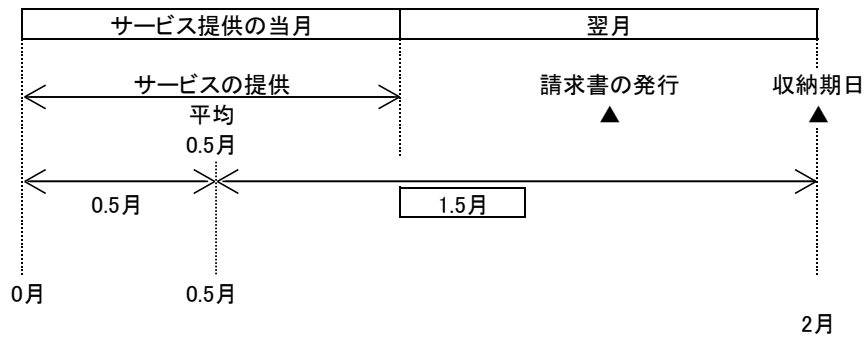 サービス提供の当月 翌月
サービスの提供 請求書の発行 収納期日
平均 ▲ ▲
0.5月
0.5月 1.5月
0月 0.5月
2月